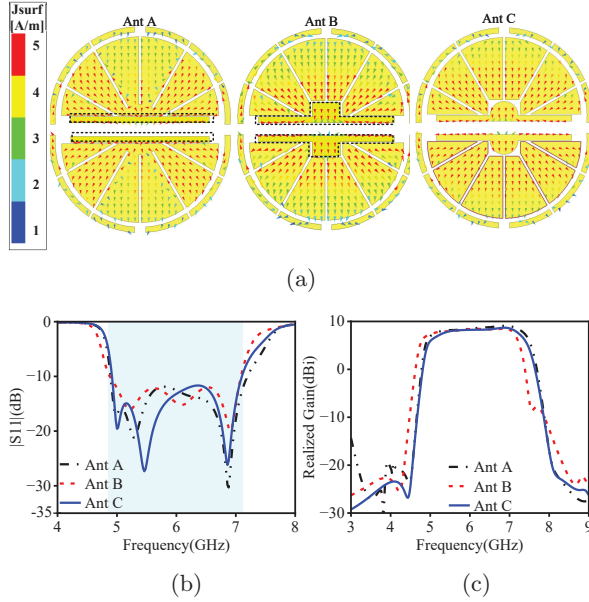 Jsurf
[A/m]
Ant A
Ant B
Ant C
5
4
3
2
1
(a)
0
-10
-20
-30
-35
|S11|(dB)
Ant A
Ant B
Ant C
4
5
6
7
8
Frequency(GHz)
(b)
10
0
-10
-20
-30
Realized Gain(dBi)
Ant A
Ant B
Ant C
3
4
5
6
7
8
9
Frequency(GHz)
(c)